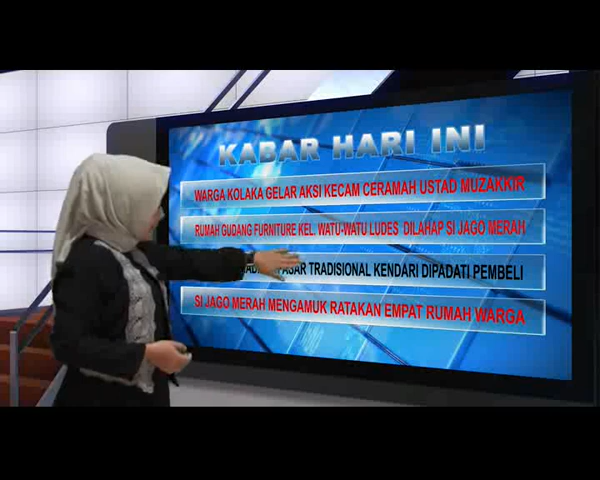 KABAR HARI INI
WARGA KOLAKA GELAR AKSI KECAM CERAMAH USTAD MUZAKKIR
RUMAH GUDANG FURNITURE KEL. WATU-WATU LUDES DILAHAP SI JAGO MERAH
TRADISIONAL KENDARI DIPADATI PEMBELI
SI JAGO MERAH MENGAMUK RATAKAN EMPAT RUMAH WARGA